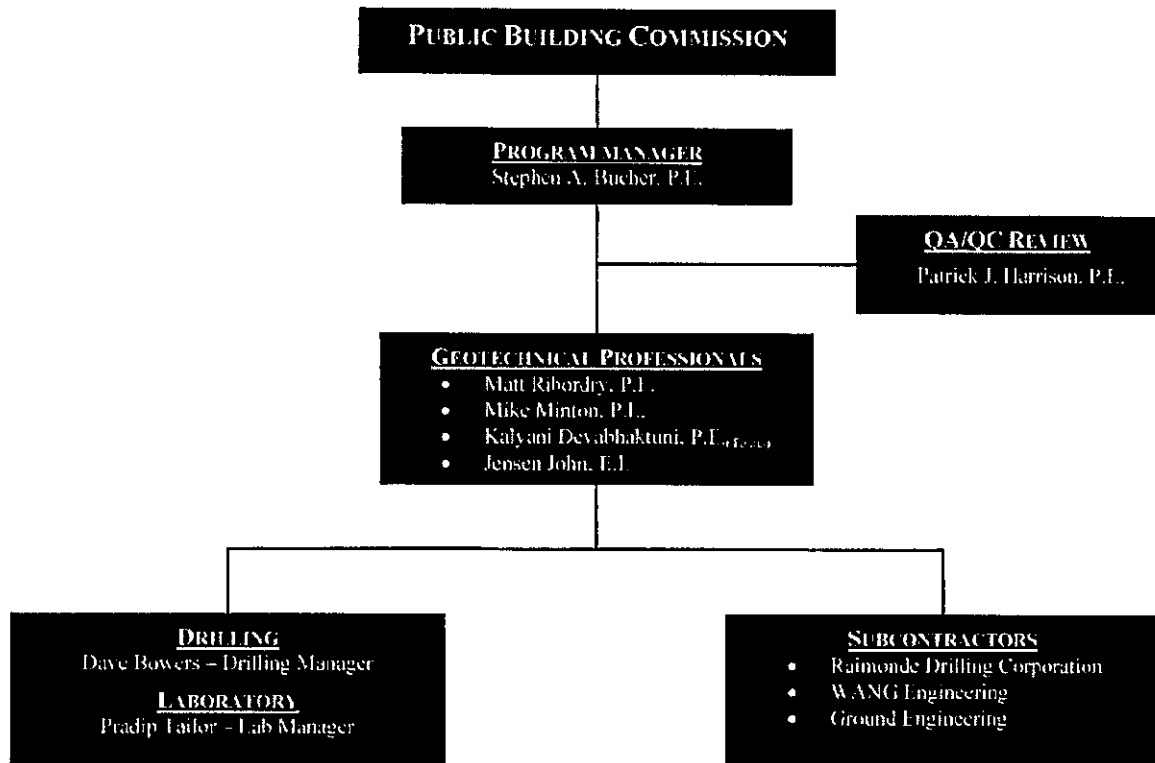 PUBLIC BUILDING COMMISSION
PROGRAM MANAGER
Stephen A. Bucher, P.E.
QA/QC REVIEW
Patrick J. Harrison, P.E.
GEOTECHNICAL PROFESSIONALS
• Matt Ribordy, P.E.
• Mike Minton, P.E.
• Kalyani Devabhaktuni, P.E.
• Jensen John, E.I.
DRILLING
Dave Bowers – Drilling Manager
LABORATORY
Pradip Tailor – Lab Manager
SUBCONTRACTORS
• Raimonde Drilling Corporation
• WANG Engineering
• Ground Engineering